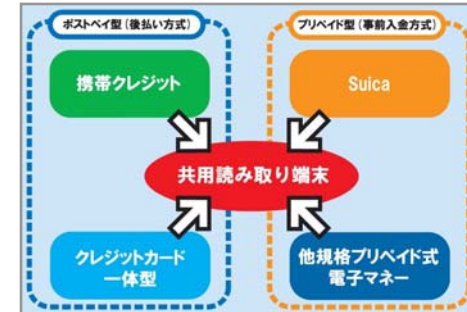 ポストペイ型（後払い方式）
プリペイド型（事前入金方式）
携帯クレジット
Suica
共用読み取り端末
クレジットカード
一体型
他規格プリペイド式
電子マネー